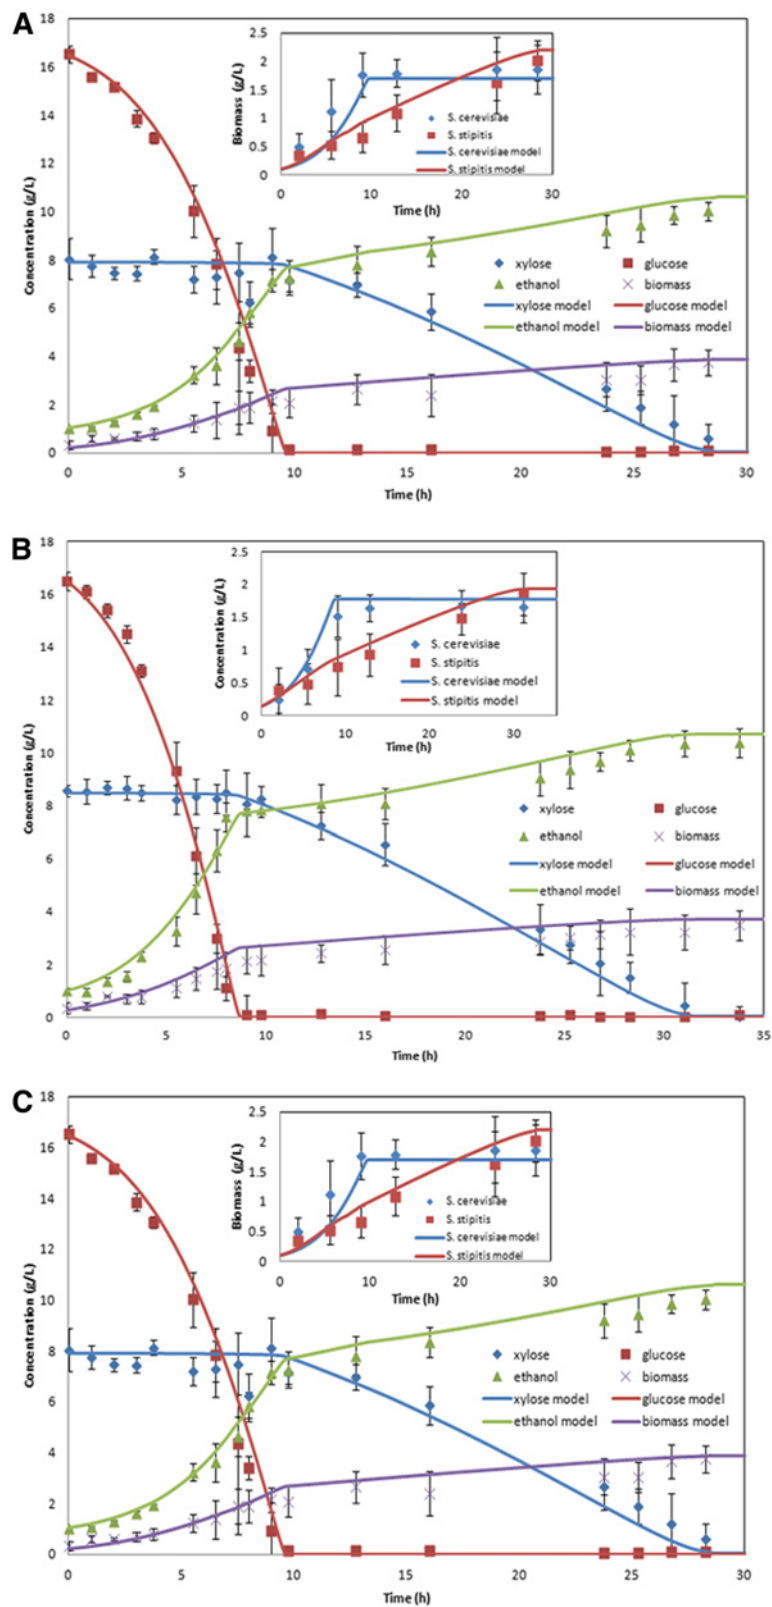 A
18
16
14
12
10
8
6
4
2
0
Concentration (g/L)
0 5 10 15 20 25 30
Time (h)
2.5
2
1.5
1
0.5
0
Biomass (g/L)
0 10 20 30
Time (h)
S. cerevisiae
S. stipitis
S. cerevisiae model
S. stipitis model
xylose glucose
ethanol biomass
xylose model glucose model
ethanol model biomass model
B
18
16
14
12
10
8
6
4
2
0
Concentration (g/L)
0 5 10 15 20 25 30 35
Time (h)
2.5
2
1.5
1
0.5
0
Concentration (g/L)
0 10 20 30
Time (h)
S. cerevisiae
S. stipitis
S. cerevisiae model
S. stipitis model
xylose glucose
ethanol biomass
xylose model glucose model
ethanol model biomass model
C
18
16
14
12
10
8
6
4
2
0
Concentration (g/L)
0 5 10 15 20 25 30
Time (h)
2.5
2
1.5
1
0.5
0
Biomass (g/L)
0 10 20 30
Time (h)
S. cerevisiae
S. stipitis
S. cerevisiae model
S. stipitis model
xylose glucose
ethanol biomass
xylose model glucose model
ethanol model biomass model